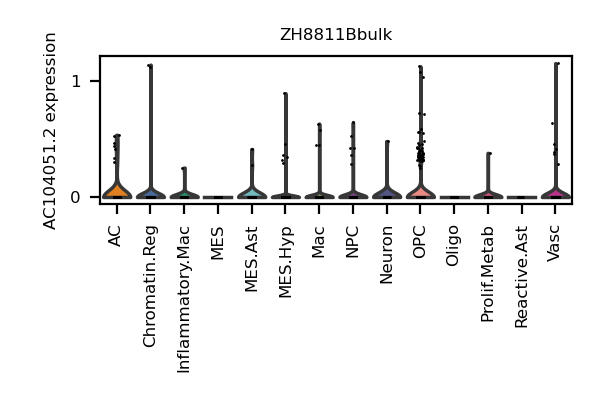 ZH8811Bbulk
AC104051.2 expression
1
0
AC
Chromatin.Reg
Inflammatory.Mac
MES
MES.Ast
MES.Hyp
Mac
NPC
Neuron
OPC
Oligo
Prolif.Metab
Reactive.Ast
Vasc